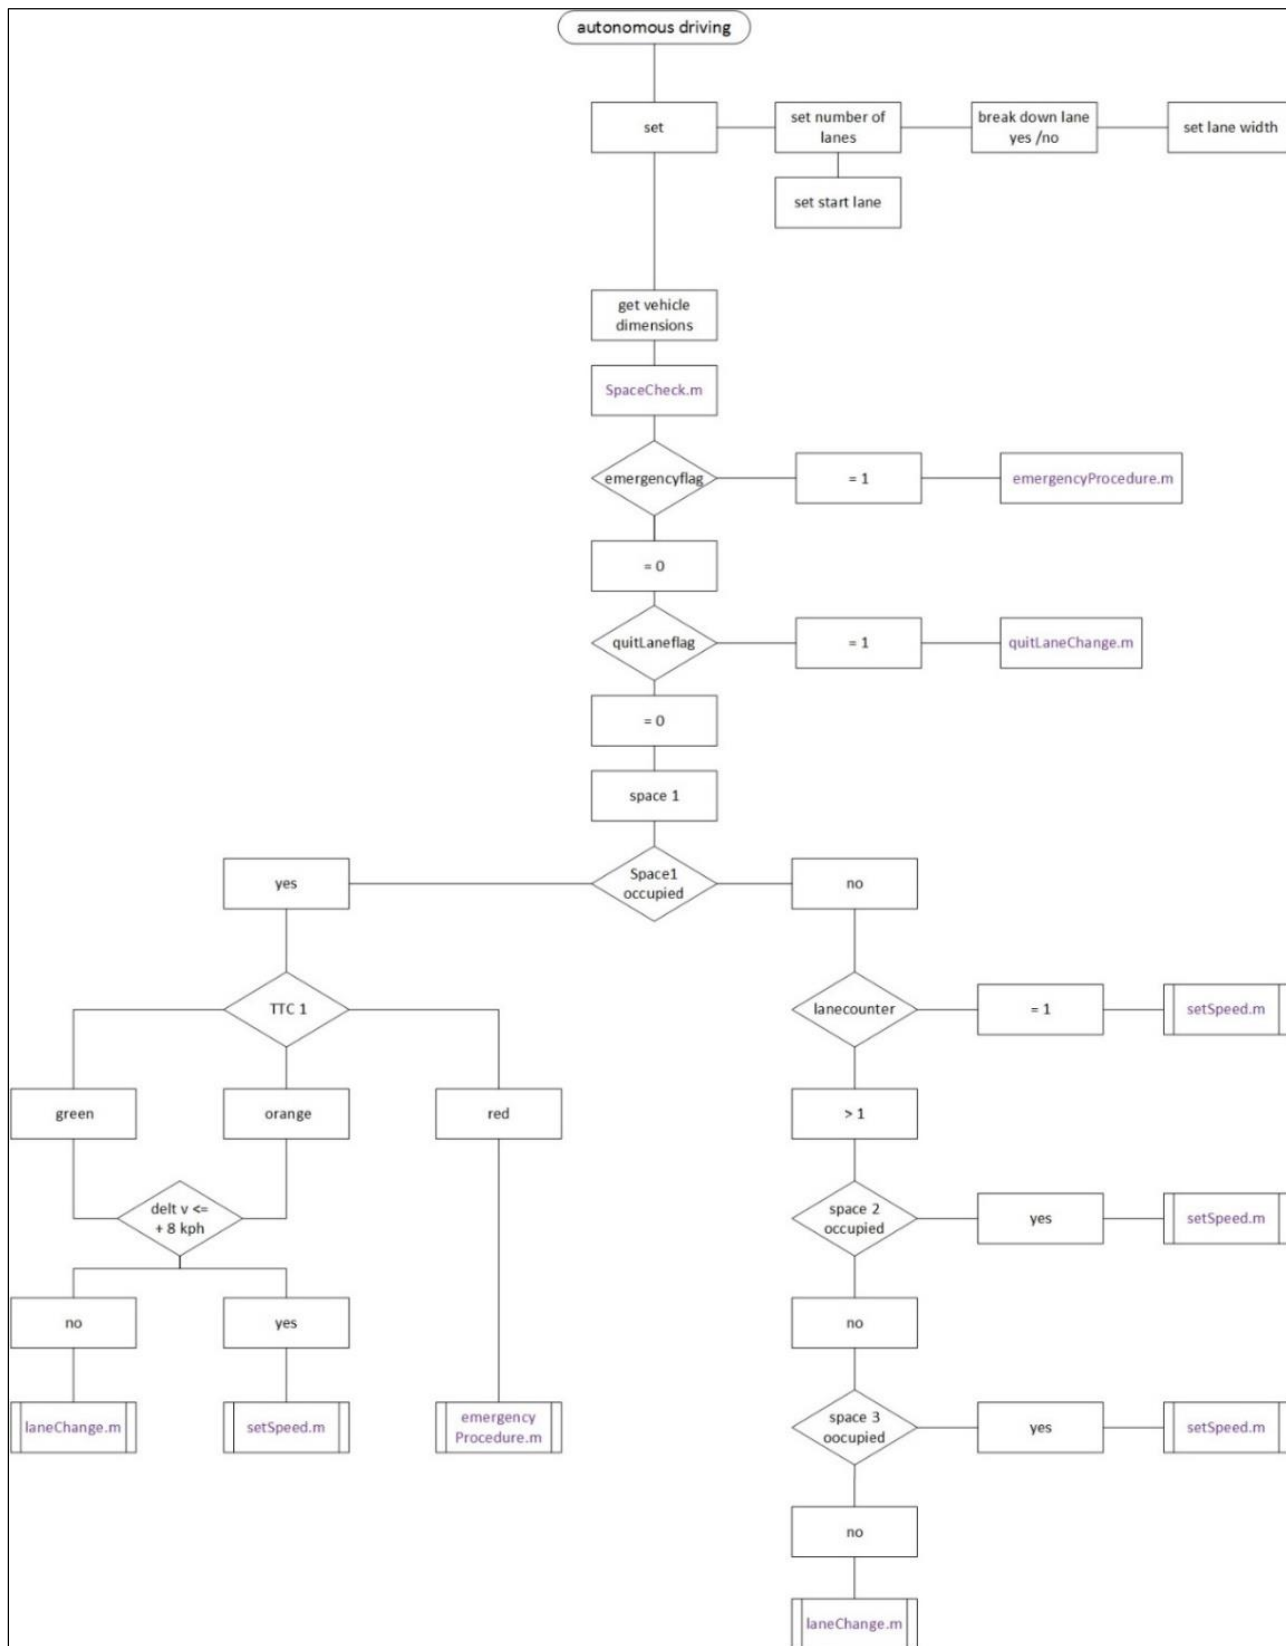 autonomous driving
set
set number of
lanes
break down lane
yes /no
set lane width
set start lane
get vehicle
dimensions
SpaceCheck.m
emergencyflag
= 1
emergencyProcedure.m
= 0
quitLaneflag
= 1
quitLaneChange.m
= 0
space 1
yes
Space1
occupied
no
TTC 1
lanecounter
= 1
setSpeed.m
green
orange
red
> 1
delt v <=
+ 8 kph
space 2
occupied
yes
setSpeed.m
no
yes
no
laneChange.m
setSpeed.m
emergency
Procedure.m
space 3
oocupied
yes
setSpeed.m
no
laneChange.m